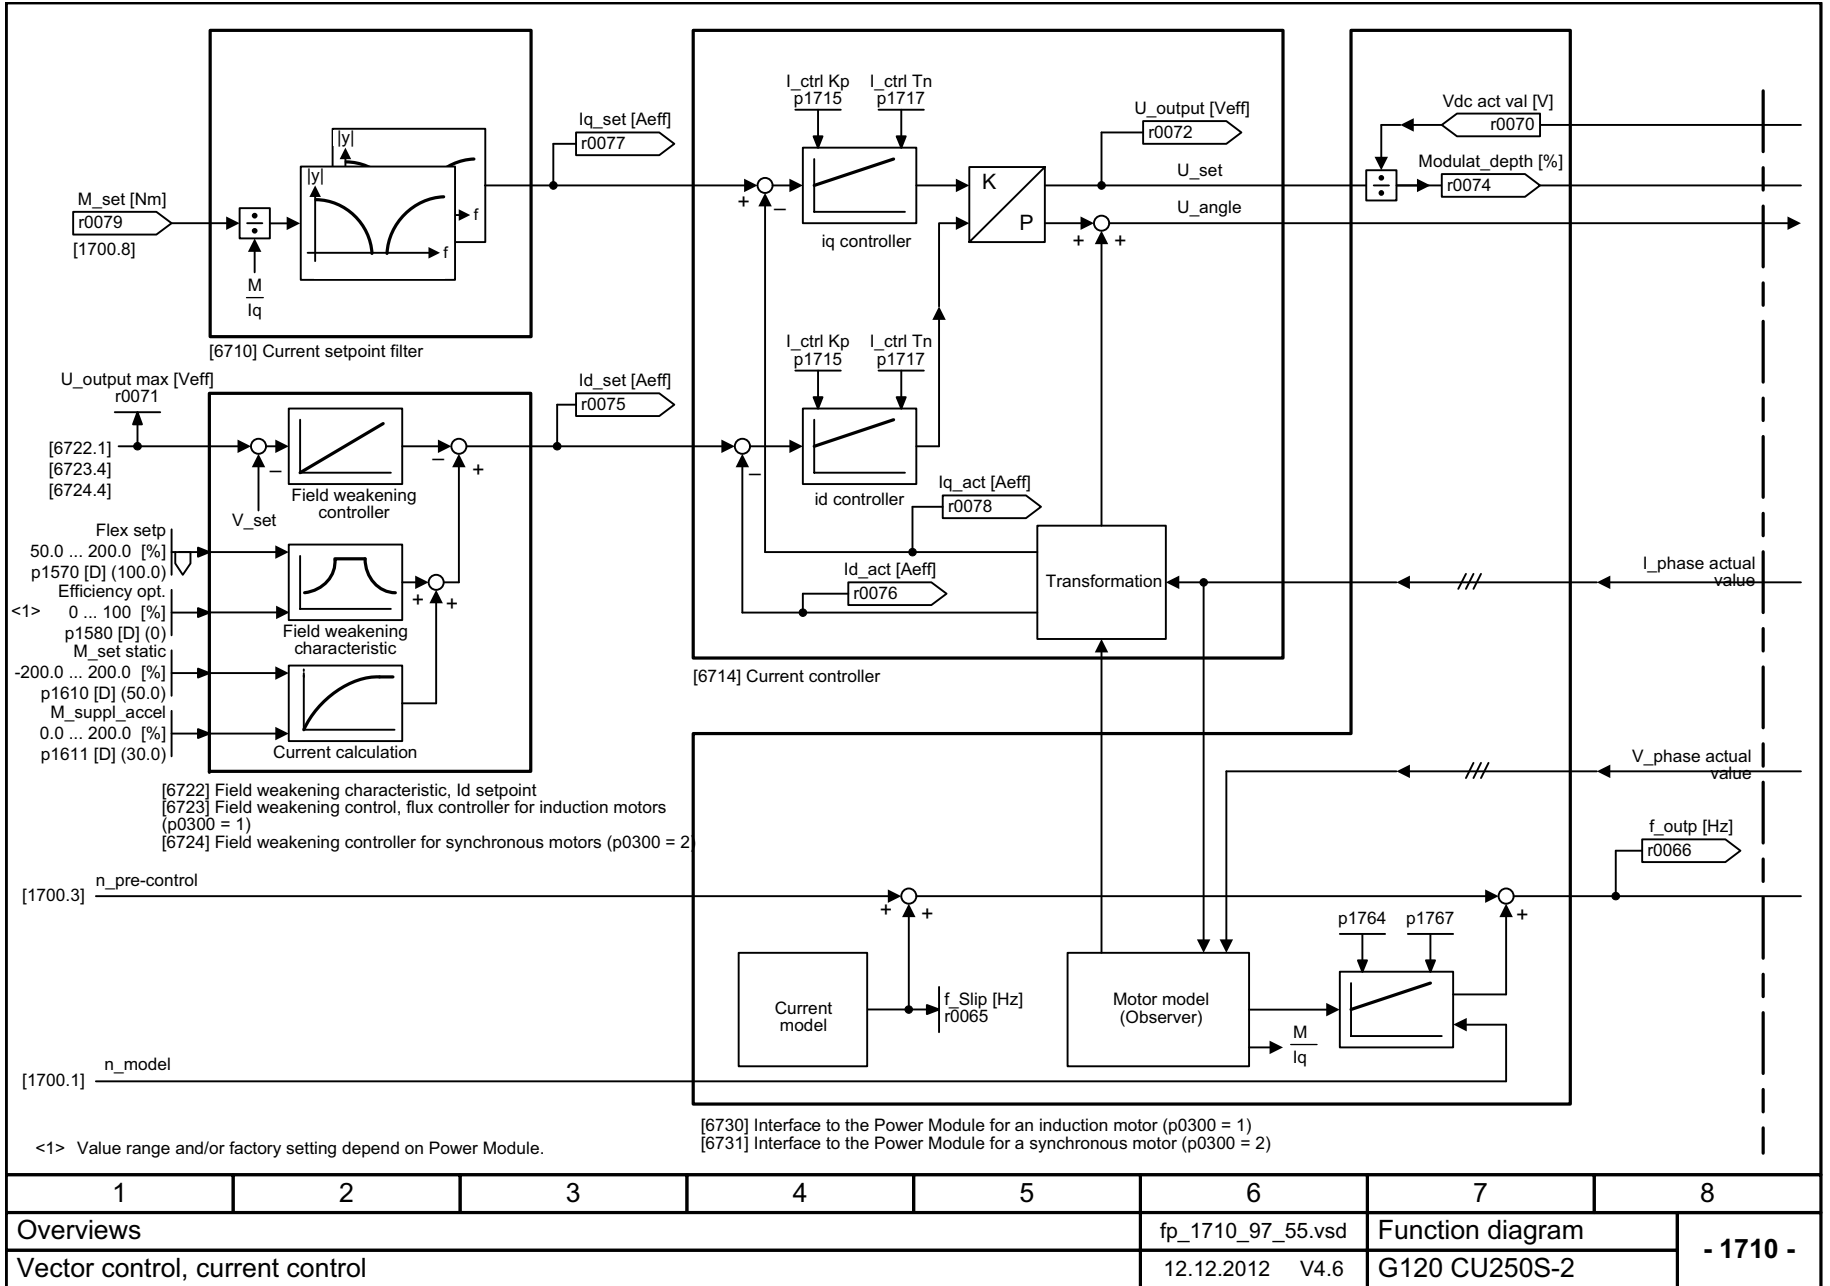 I_ctrl Kp
p1715
I_ctrl Tn
p1717
Iq_set [Aeff]
r0077
U_output [Veff]
r0072
Vdc act val [V]
r0070
Modulat_depth [%]
r0074
|y|
|y|
f
f
M_set [Nm]
r0079
[1700.8]
÷
M
Iq
+
–
iq controller
K
P
U_set
U_angle
+
+
÷
[6710] Current setpoint filter
U_output max [Veff]
r0071
[6722.1]
[6723.4]
[6724.4]
–
V_set
Field weakening
controller
–
+
Id_set [Aeff]
r0075
I_ctrl Kp
p1715
I_ctrl Tn
p1717
–
id controller
Iq_act [Aeff]
r0078
Id_act [Aeff]
r0076
Transformation
I_phase actual
value
Flex setp
50.0 ... 200.0 [%]
p1570 [D] (100.0)
Efficiency opt.
<1> 0 ... 100 [%]
p1580 [D] (0)
Field weakening
characteristic
+
+
M_set static
-200.0 ... 200.0 [%]
p1610 [D] (50.0)
M_suppl_accel
0.0 ... 200.0 [%]
p1611 [D] (30.0)
Current calculation
[6714] Current controller
[6722] Field weakening characteristic, Id setpoint
[6723] Field weakening control, flux controller for induction motors
(p0300 = 1)
[6724] Field weakening controller for synchronous motors (p0300 = 2)
V_phase actual
value
f_outp [Hz]
r0066
[1700.3]
n_pre-control
+
+
+
p1764
p1767
Current
model
f_Slip [Hz]
r0065
Motor model
(Observer)
M
Iq
[1700.1]
n_model
[6730] Interface to the Power Module for an induction motor (p0300 = 1)
[6731] Interface to the Power Module for a synchronous motor (p0300 = 2)
<1> Value range and/or factory setting depend on Power Module.
1 2 3 4 5 6 7 8
Overviews
fp_1710_97_55.vsd
Function diagram
- 1710 -
Vector control, current control
12.12.2012 V4.6
G120 CU250S-2